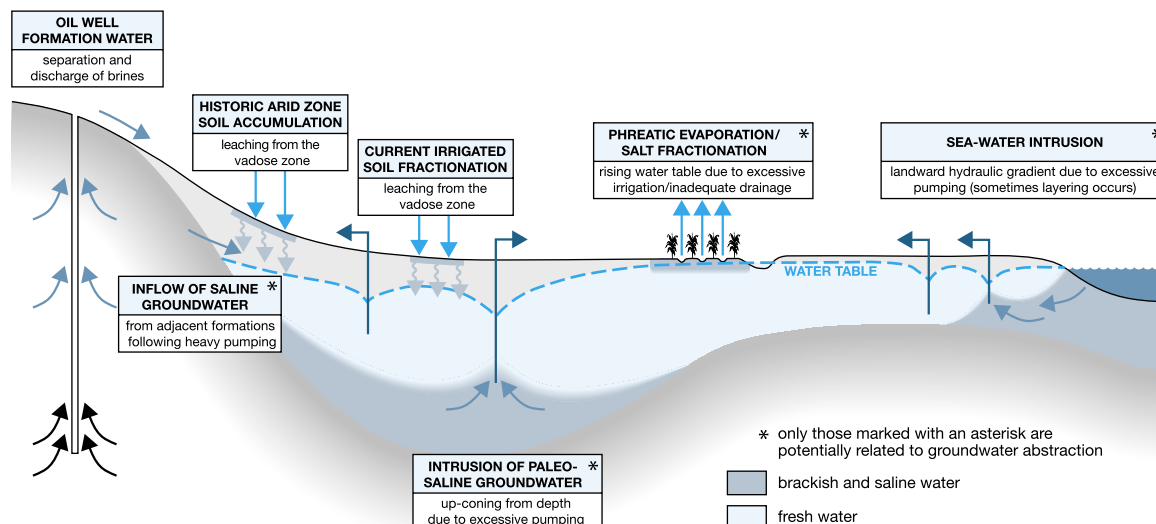 OIL WELL
FORMATION WATER
separation and
discharge of brines
HISTORIC ARID ZONE
SOIL ACCUMULATION
leaching from the
vadose zone
CURRENT IRRIGATED
SOIL FRACTIONATION
leaching from the
vadose zone
PHREATIC EVAPORATION/ *
SALT FRACTIONATION
rising water table due to excessive
irrigation/inadequate drainage
SEA-WATER INTRUSION *
landward hydraulic gradient due to excessive
pumping (sometimes layering occurs)
WATER TABLE
INFLOW OF SALINE *
GROUNDWATER
from adjacent formations
following heavy pumping
INTRUSION OF PALEO- *
SALINE GROUNDWATER
up-coning from depth
due to excessive pumping
* only those marked with an asterisk are
potentially related to groundwater abstraction
brackish and saline water
fresh water